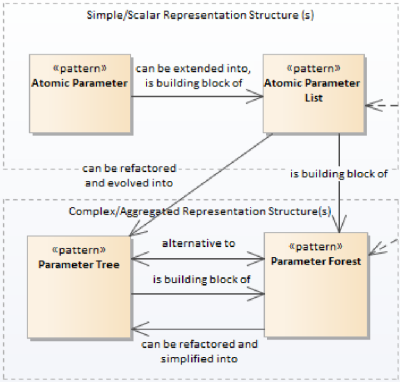 Simple/Scalar Representation Structure (s)
«pattern»
Atomic Parameter
can be extended into,
is building block of
«pattern»
Atomic Parameter
List
can be refactored
and evolved into
is building block of
Complex/Aggregated Representation Structure(s)
«pattern»
Parameter Tree
alternative to
is building block of
can be refactored and
simplified into
«pattern»
Parameter Forest